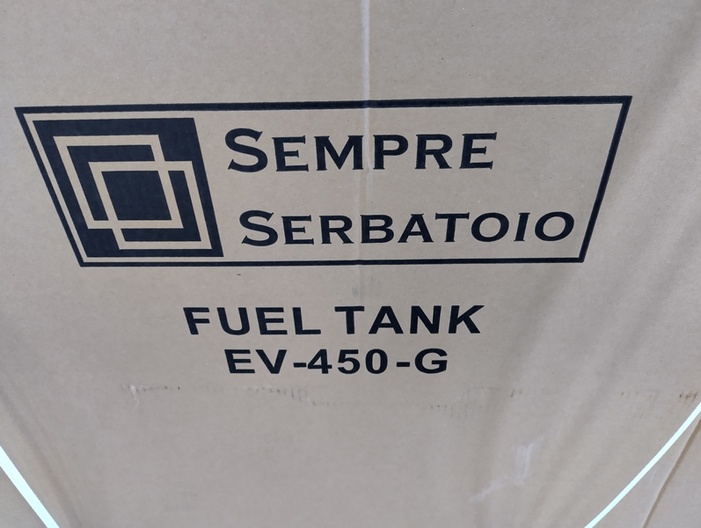 SEMPRE
SERBATOIO
FUEL TANK
EV-450-G